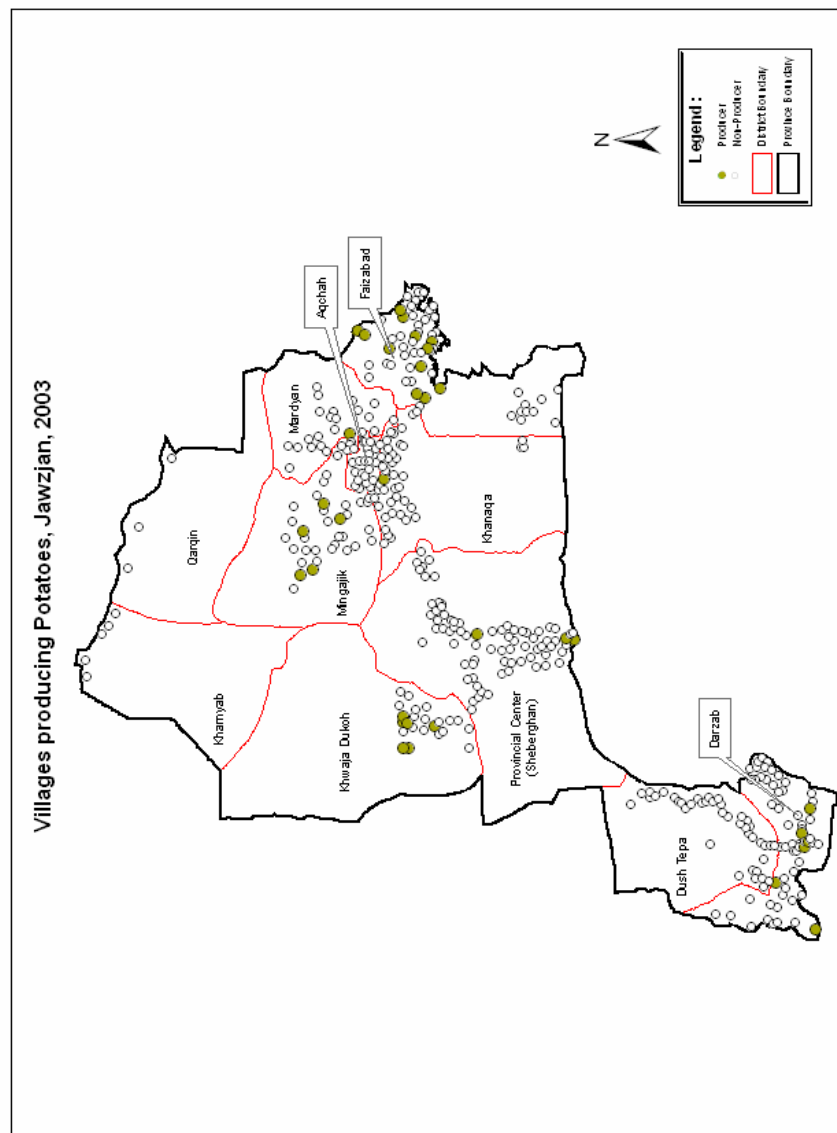 Villages producing Potatoes, Jawzjan, 2003
N
Legend :
Producer
Non-Producer
District Boundary
Province Boundary
Qarqin
Mardyan
Aqchah
Faizabad
Khamyab
Mingajik
Khwaja Dukoh
Khanaqa
Provincial Center
(Sheberghan)
Darzab
Dush Tepa